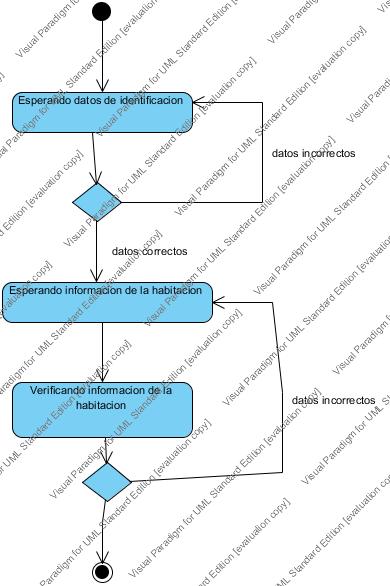 Esperando datos de identificacion
datos incorrectos
datos correctos
Esperando informacion de la habitacion
Verificando informacion de la
habitacion
datos incorrectos
Visual Paradigm for UML Standard Edition [evaluation copy]